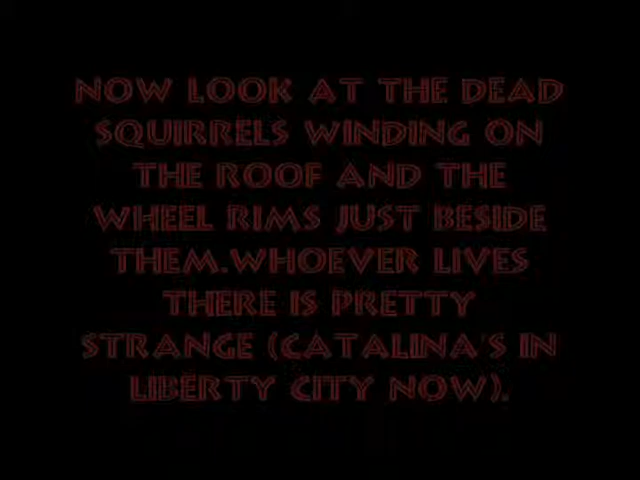 NOW LOOK AT THE DEAD
SQUIRRELS WINDING ON
THE ROOF AND THE
WHEEL RIMS JUST BESIDE
THEM.WHOEVER LIVES
THERE IS PRETTY
STRANGE (CATALINA'S IN
LIBERTY CITY NOW).